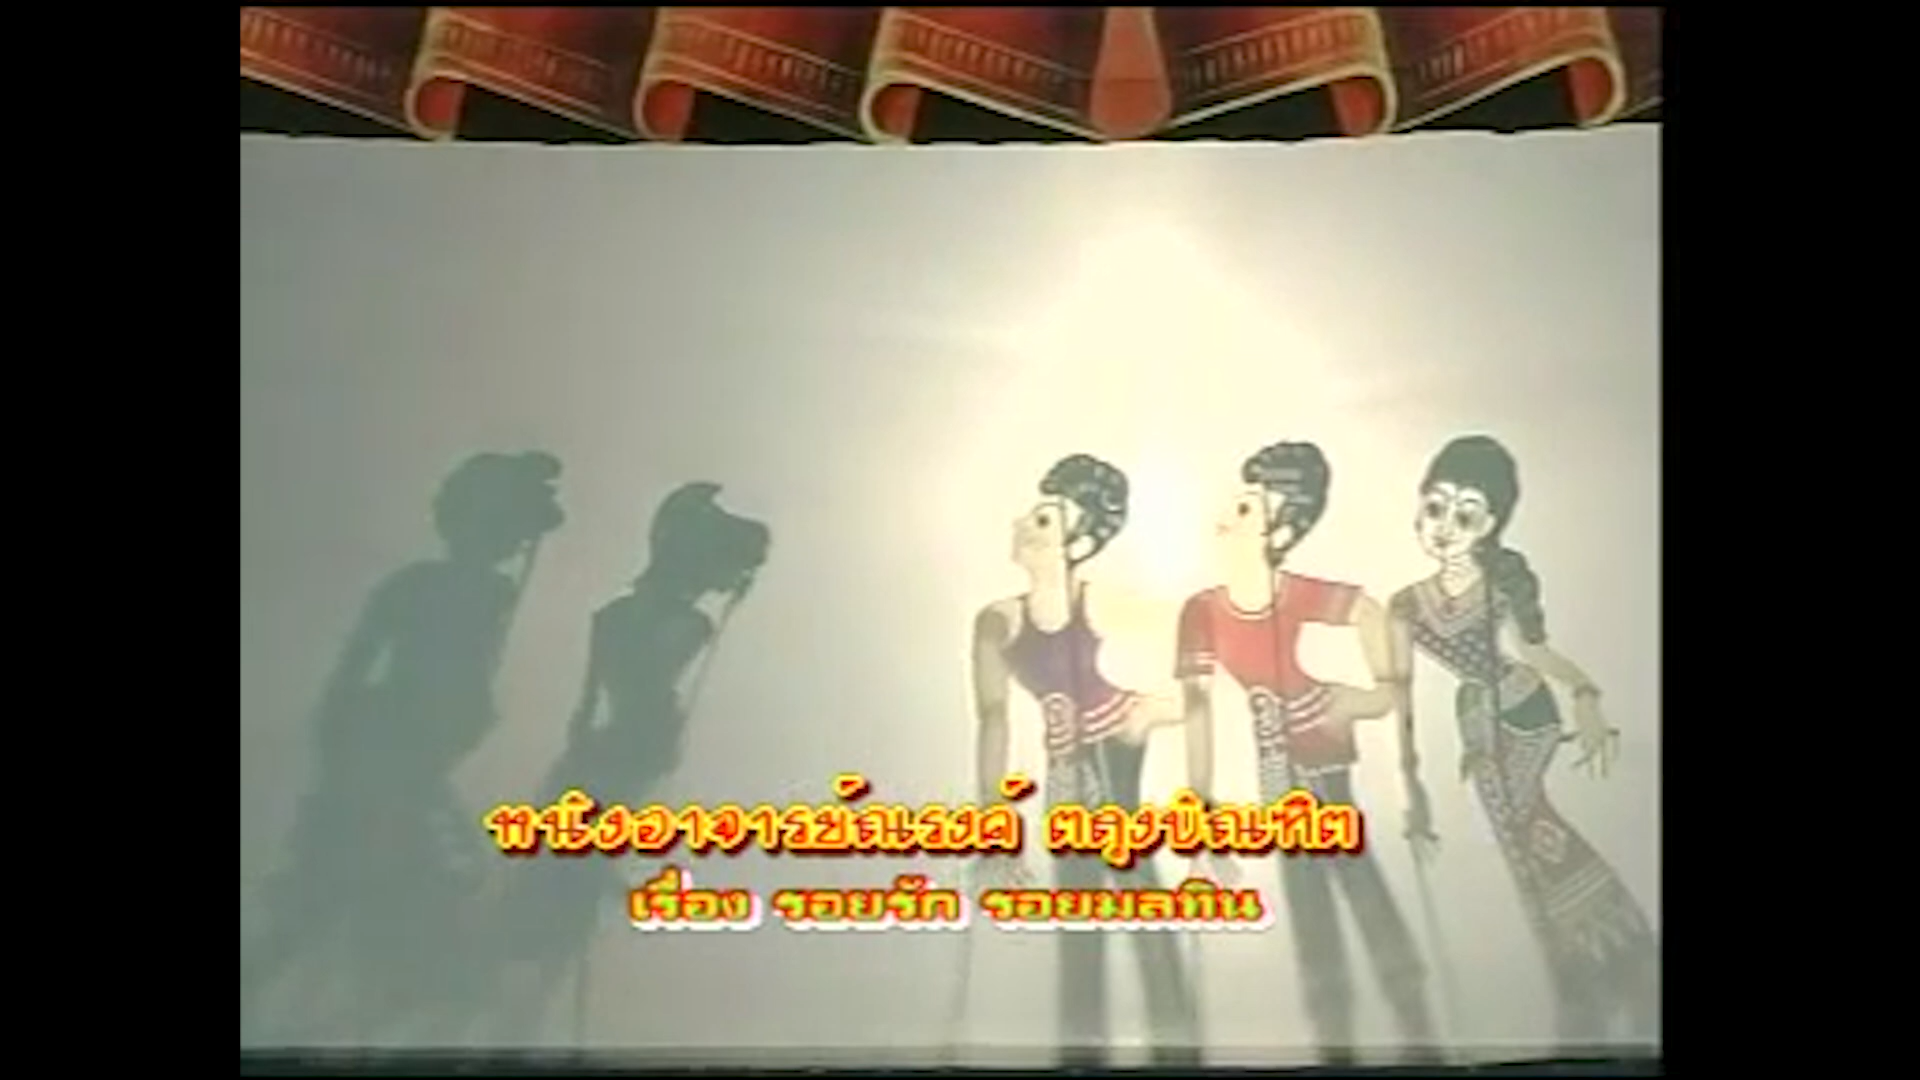 หนังอาจารย์ณรงค์ ตลุงบัณฑิต
เรื่อง รอยรัก รอยมลทิน